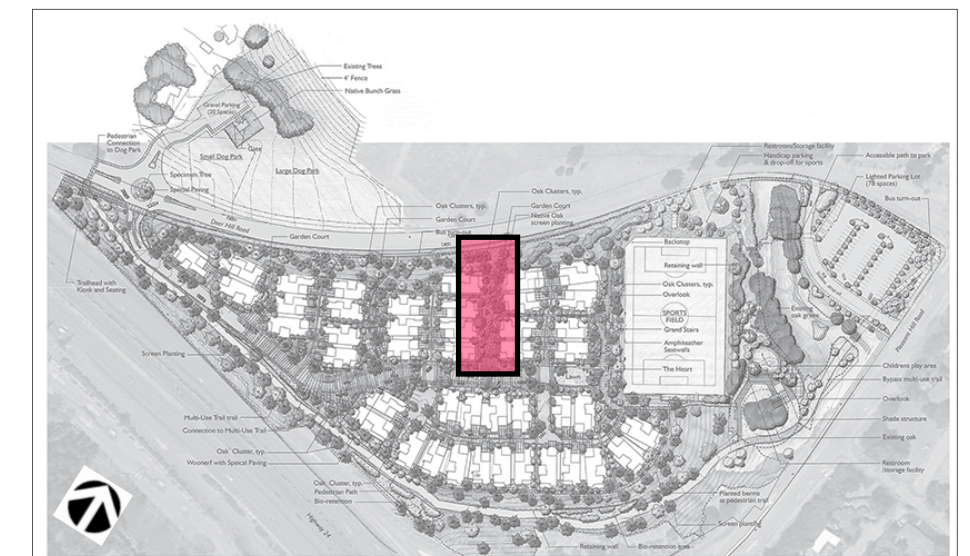 Existing Trees
4' Fence
Native Bunch Grass
Gravel Parking
(20 Spaces)
Pedestrian
Connection
to Dog Park
Gate
Small Dog Park
Large Dog Park
Specimen Tree
Special Paving
Deer Hill Road
Garden Court
Trailhead with
Kiosk and Seating
Oak Clusters, typ.
Garden Court
Bus turn-out
Oak Clusters, typ.
Garden Court
Native Oak
screen planting
Restroom/Storage facility
Handicap parking
& drop-off for sports
Accessible path to park
Lighted Parking Lot
(78 spaces)
Bus turn-out
Backstop
Retaining wall
Oak Clusters, typ.
Overlook
SPORTS
FIELD
Grand Stairs
Amphiteather
Seatwalls
The Heart
Lawn
Existing
oak grove
Pleasant Hill Road
Childrens play area
Bypass multi-use trail
Overlook
Shade structure
Existing oak
Restroom
/storage facility
Screen Planting
Multi-Use Trail trail
Connection to Multi-Use Trail
Oak Cluster, typ.
Woonerf with Speical Paving
Oak Cluster, typ.
Pedestrian Path
Bio-retention
Highway 24
Planted berms
at pedestrian trail
Screen planting
Retaining wall
Bio-retention area